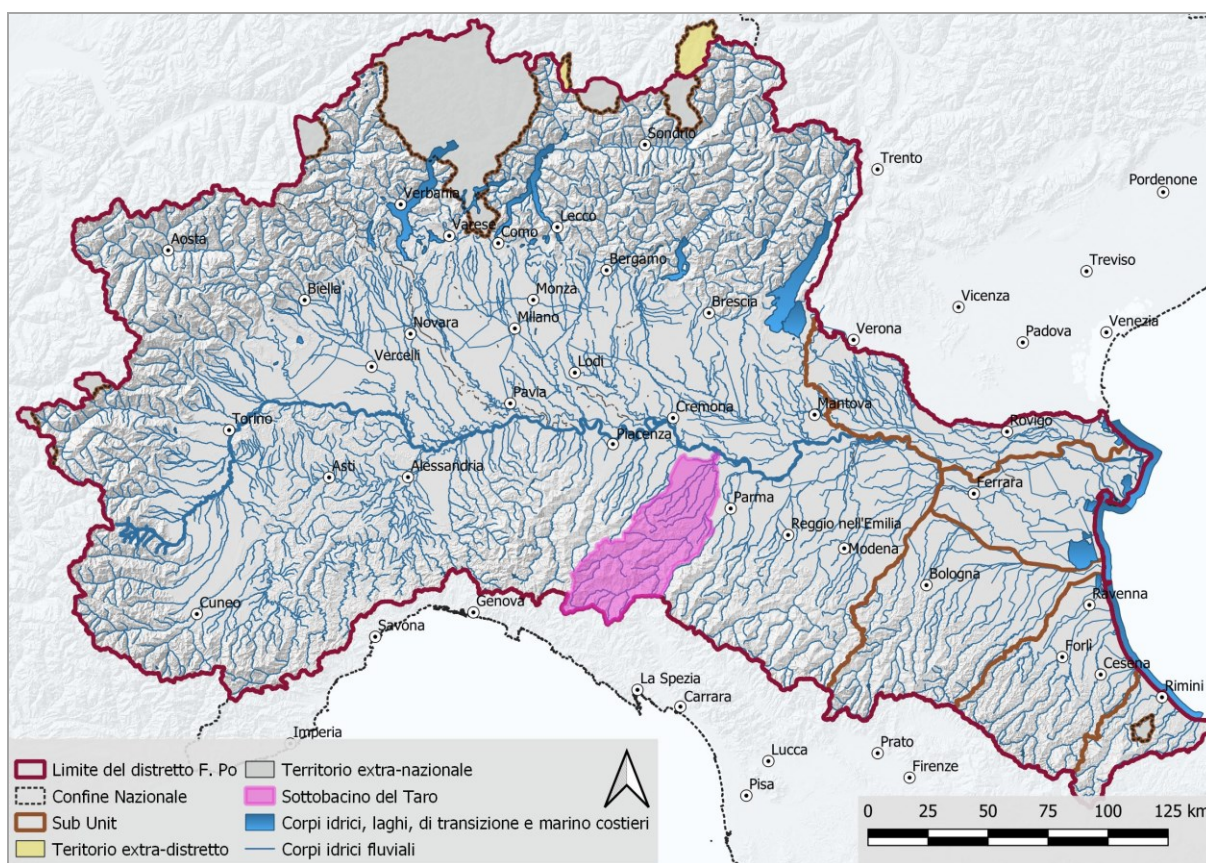 Sondrio
Trento
Pordenone
Verbania
Varese
Como
Lecco
Aosta
Bergamo
Treviso
Biella
Monza
Milano
Brescia
Vicenza
Novara
Verona
Padova
Venezia
Vercelli
Lodi
Pavia
Cremona
Mantova
Torino
Piacenza
Rovigo
Asti
Alessandria
Ferrara
Parma
Reggio nell'Emilia
Modena
Bologna
Cuneo
Genova
Ravenna
Savona
Forlì
Cesena
La Spezia
Carrara
Rimini
Imperia
Lucca
Prato
Firenze
Pisa
Limite del distretto F. Po
Confine Nazionale
Sub Unit
Territorio extra-distretto
Territorio extra-nazionale
Sottobacino del Taro
Corpi idrici, laghi, di transizione e marino costieri
Corpi idrici fluviali
0 25 50 75 100 125 km